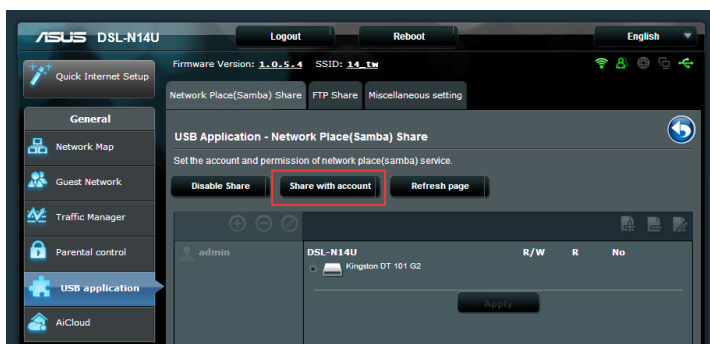 ASUS DSL-N14U Logout Reboot English
Quick Internet Setup
Firmware Version: 1.0.5.4 SSID: 14_tw
Network Place(Samba) Share FTP Share Miscellaneous setting
General
Network Map
Guest Network
Traffic Manager
Parental control
USB application
AiCloud
USB Application - Network Place(Samba) Share
Set the account and permission of network place(samba) service.
Disable Share Share with account Refresh page
admin
DSL-N14U R/W R No
Kingston DT 101 G2
Apply